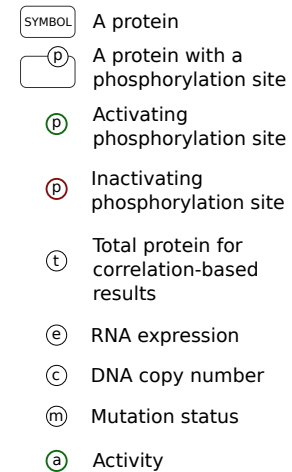 SYMBOL A protein
p A protein with a
phosphorylation site
p Activating
phosphorylation site
p Inactivating
phosphorylation site
t Total protein for
correlation-based
results
e RNA expression
c DNA copy number
m Mutation status
a Activity